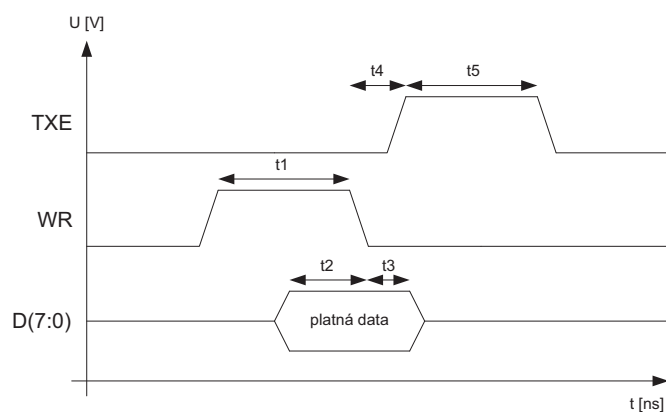 U [V]
t4
t5
TXE
t1
WR
t2
t3
D(7:0)
platná data
t [ns]